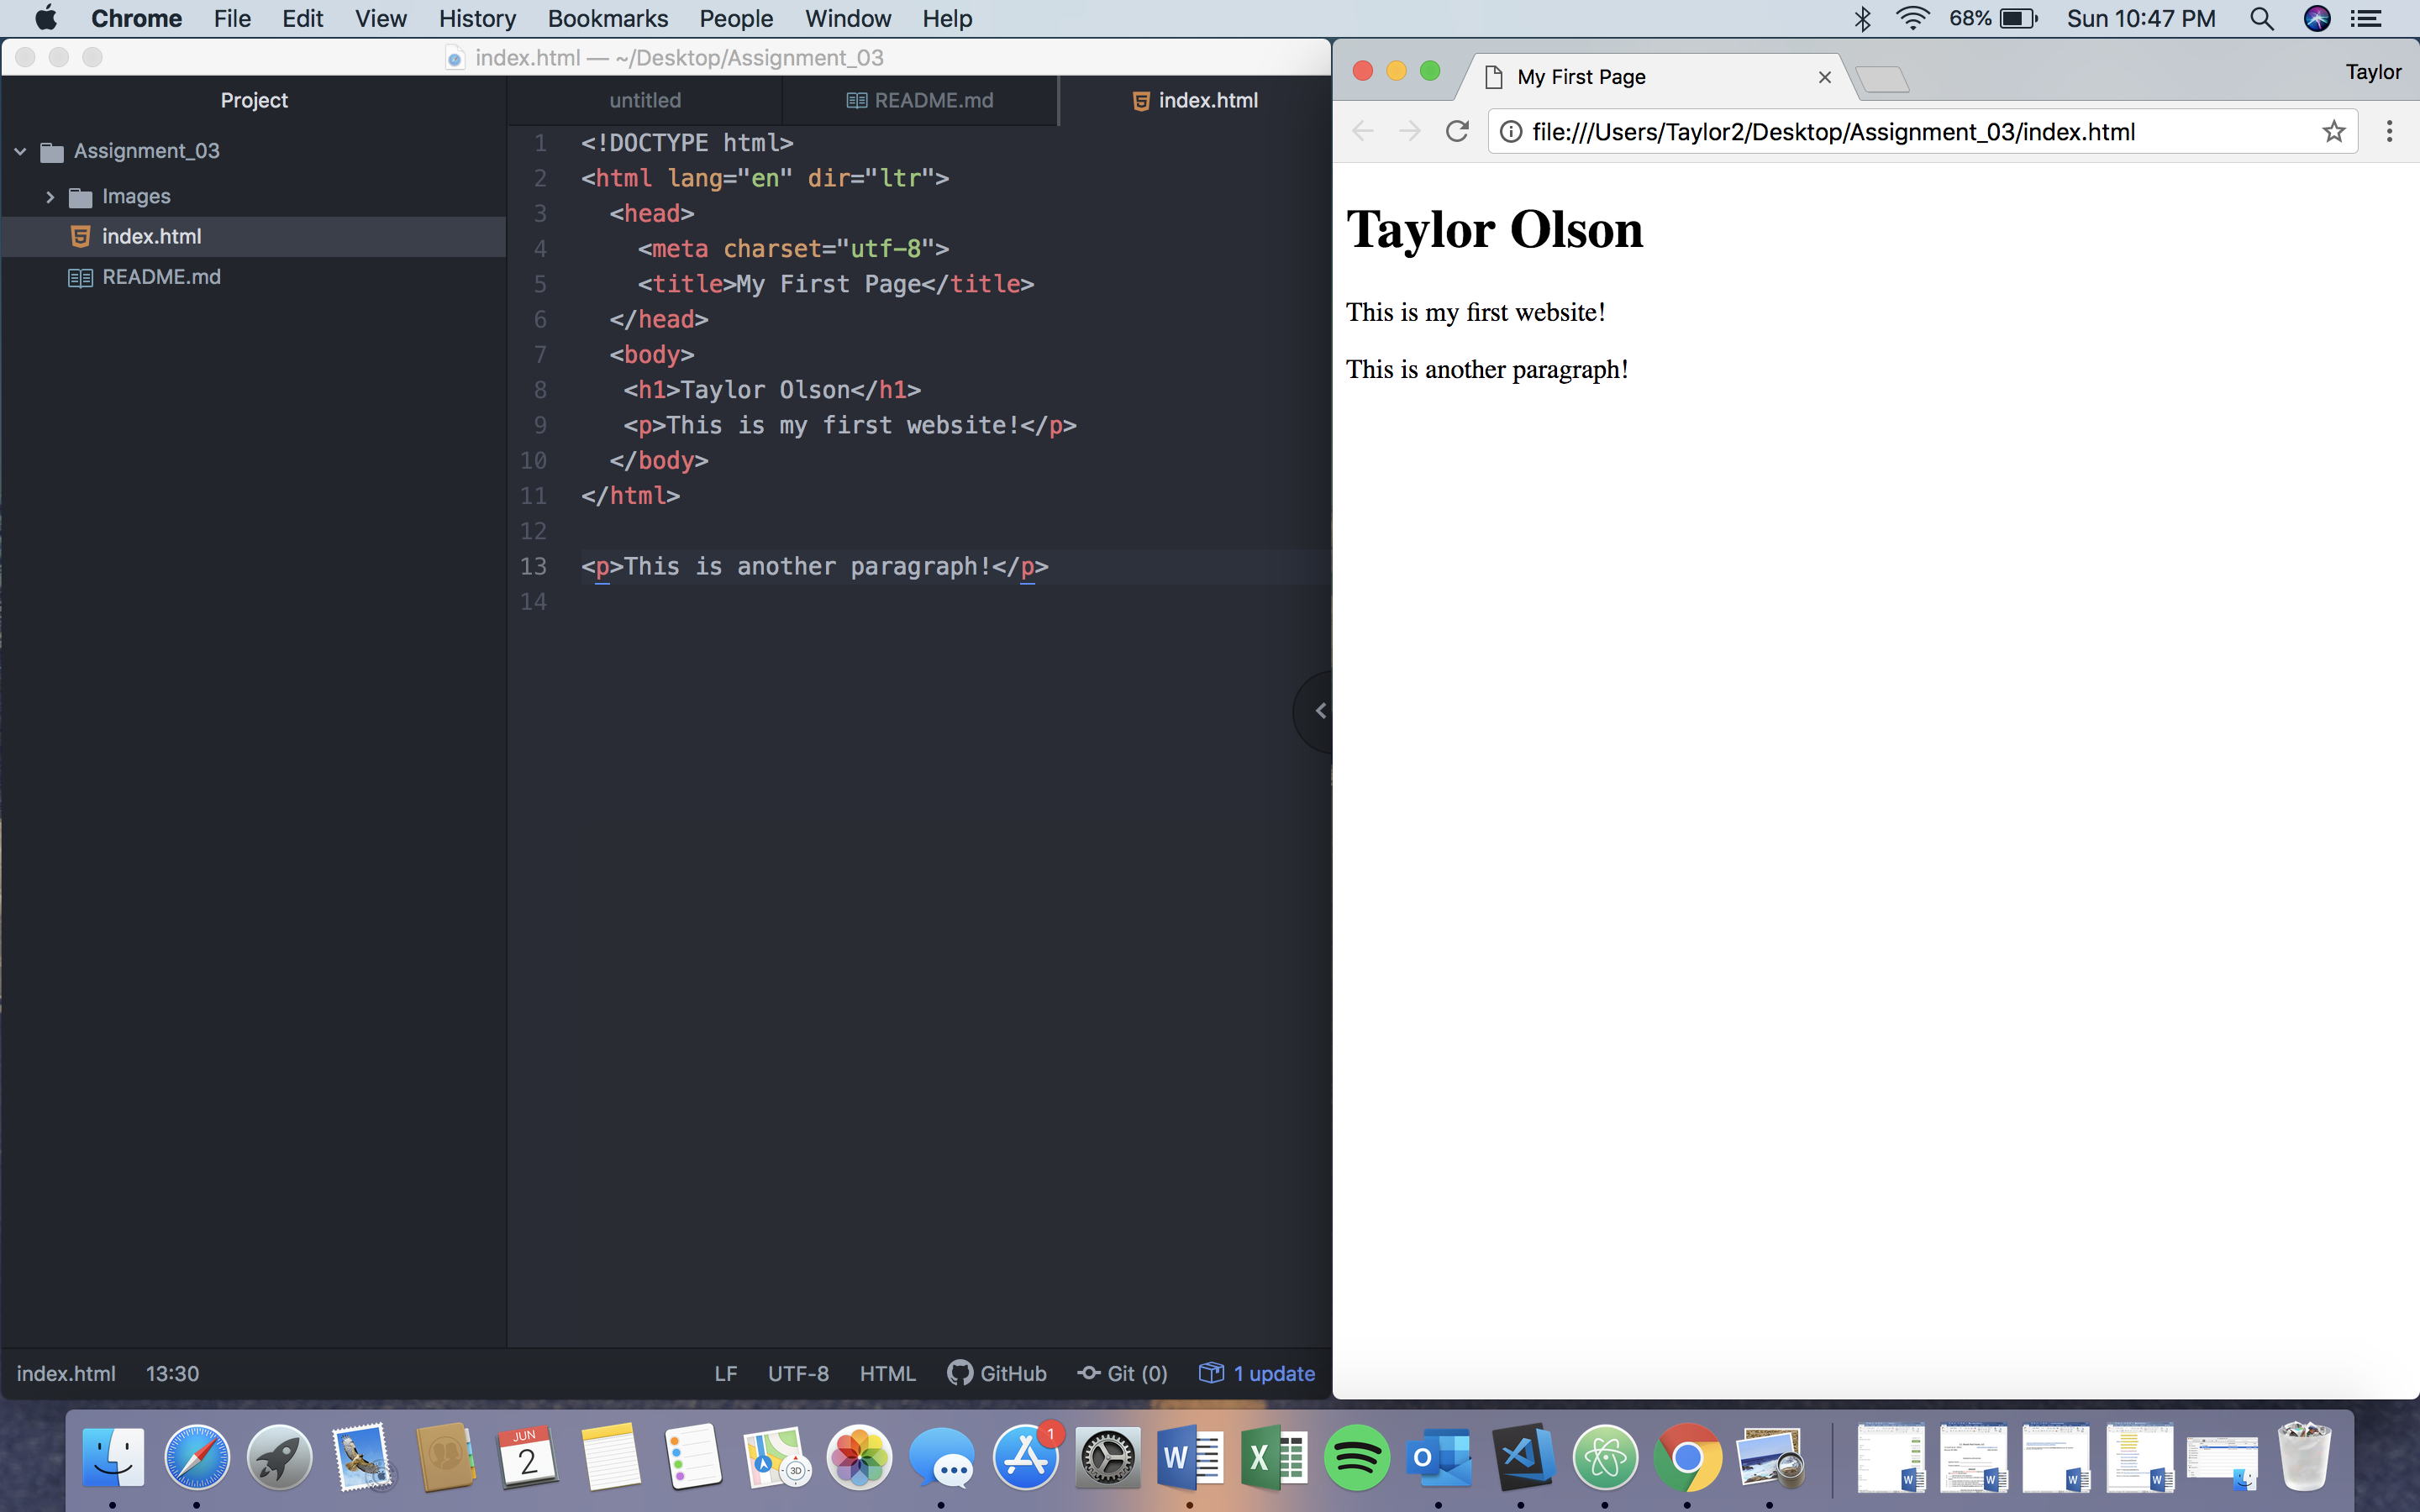 Chrome File Edit View History Bookmarks People Window Help 68% Sun 10:47 PM
index.html — ~/Desktop/Assignment_03
Project
Assignment_03
Images
index.html
README.md
untitled README.md index.html
1 <!DOCTYPE html>
2 <html lang="en" dir="ltr">
3 <head>
4 <meta charset="utf-8">
5 <title>My First Page</title>
6 </head>
7 <body>
8 <h1>Taylor Olson</h1>
9 <p>This is my first website!</p>
10 </body>
11 </html>
12
13 <p>This is another paragraph!</p>
14
index.html 13:30 LF UTF-8 HTML GitHub Git (0) 1 update
My First Page Taylor
file:///Users/Taylor2/Desktop/Assignment_03/index.html
Taylor Olson
This is my first website!
This is another paragraph!
JUN
2
3D
1
W
X
O
W
W
W
W